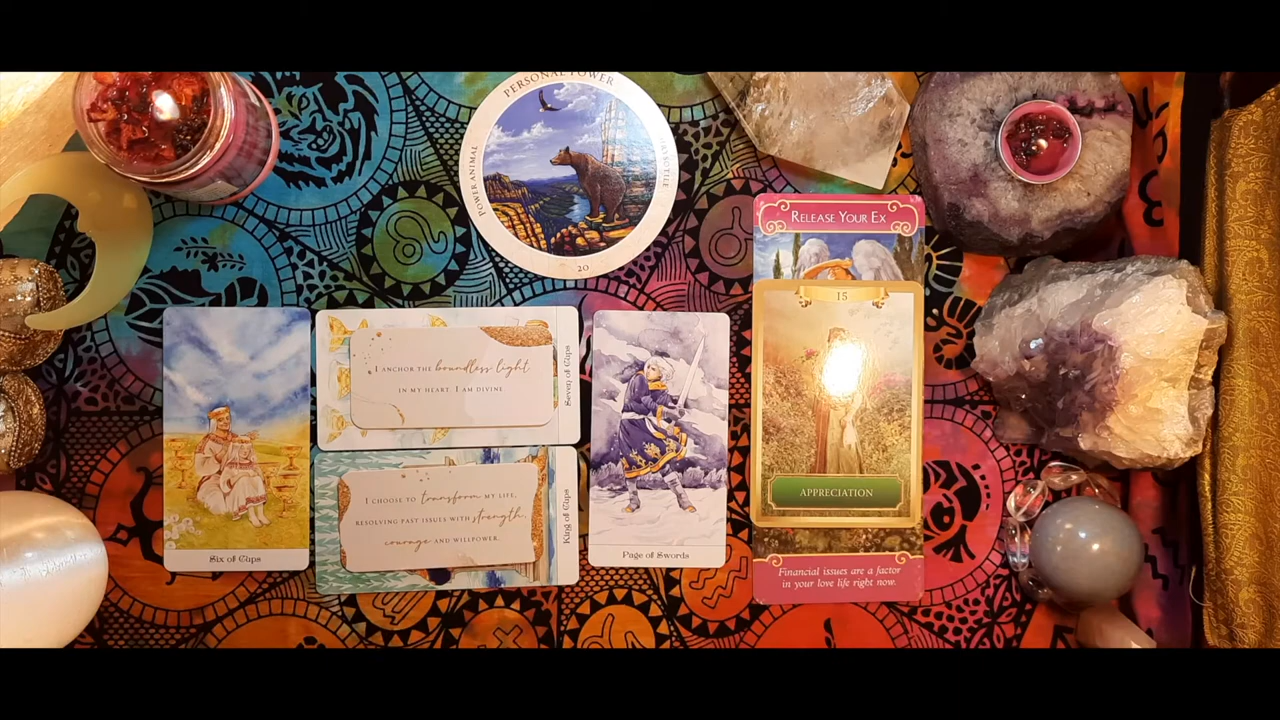 PERSONAL POWER
POWER ANIMAL
20
RELEASE YOUR EX
15
APPRECIATION
Financial issues are a factor
in your love life right now.
I ANCHOR THE boundless light
IN MY HEART. I AM DIVINE
Seven of Cups
I CHOOSE TO transform MY LIFE,
RESOLVING PAST ISSUES WITH strength,
courage AND WILLPOWER.
King of Cups
Six of Cups
Page of Swords